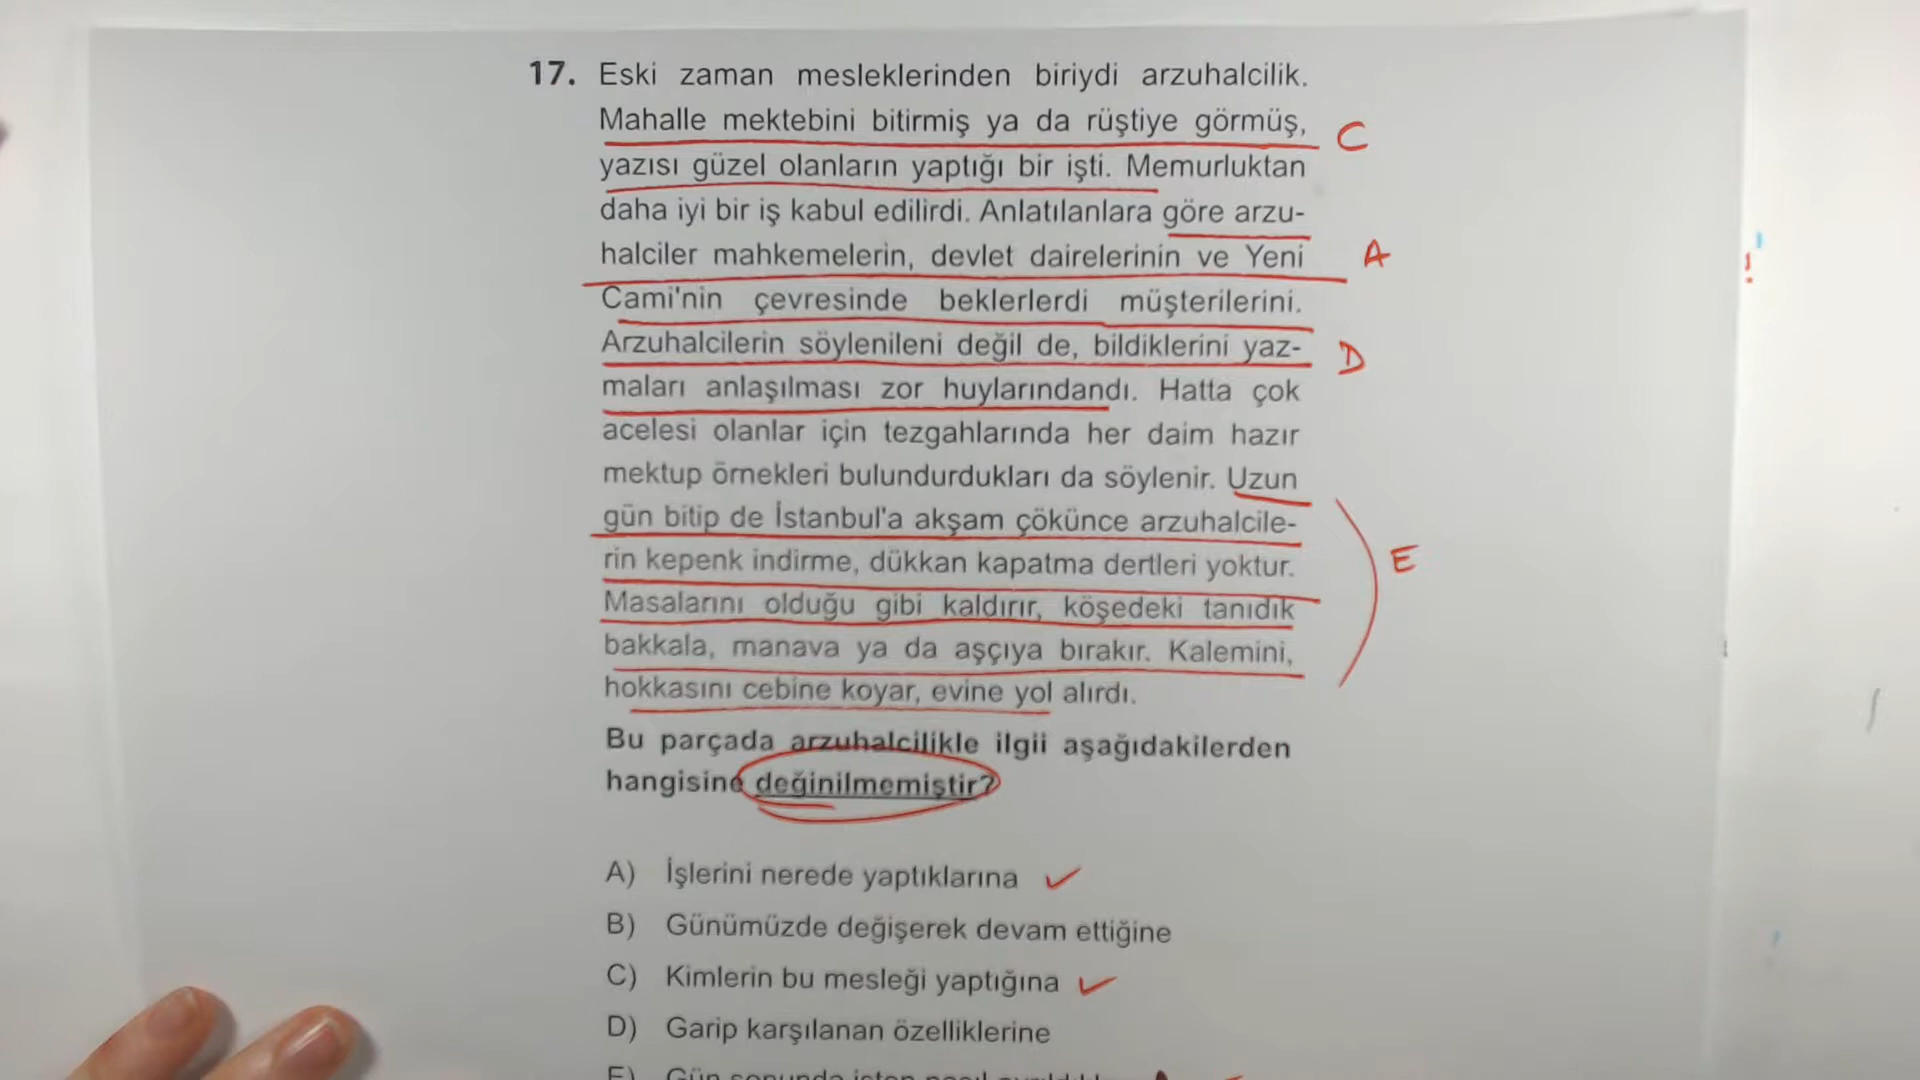 17. Eski zaman mesleklerinden biriydi arzuhalcilik.
Mahalle mektebini bitirmiş ya da rüştiye görmüş, C
yazısı güzel olanların yaptığı bir işti. Memurluktan
daha iyi bir iş kabul edilirdi. Anlatılanlara göre arzu-
halciler mahkemelerin, devlet dairelerinin ve Yeni A
Cami'nin çevresinde beklerlerdi müşterilerini.
Arzuhalcilerin söylenileni değil de, bildiklerini yaz- D
maları anlaşılması zor huylarındandı. Hatta çok
acelesi olanlar için tezgahlarında her daim hazır
mektup örnekleri bulundurdukları da söylenir. Uzun
gün bitip de İstanbul'a akşam çökünce arzuhalcile-
rin kepenk indirme, dükkan kapatma dertleri yoktur. E
Masalarını olduğu gibi kaldırır, köşedeki tanıdık
bakkala, manava ya da aşçıya bırakır. Kalemini,
hokkasını cebine koyar, evine yol alırdı.
Bu parçada arzuhalcilikle ilgii aşağıdakilerden
hangisine değinilmemiştir?
A) İşlerini nerede yaptıklarına
B) Günümüzde değişerek devam ettiğine
C) Kimlerin bu mesleği yaptığına
D) Garip karşılanan özelliklerine
E) Gün sonunda işten nasıl